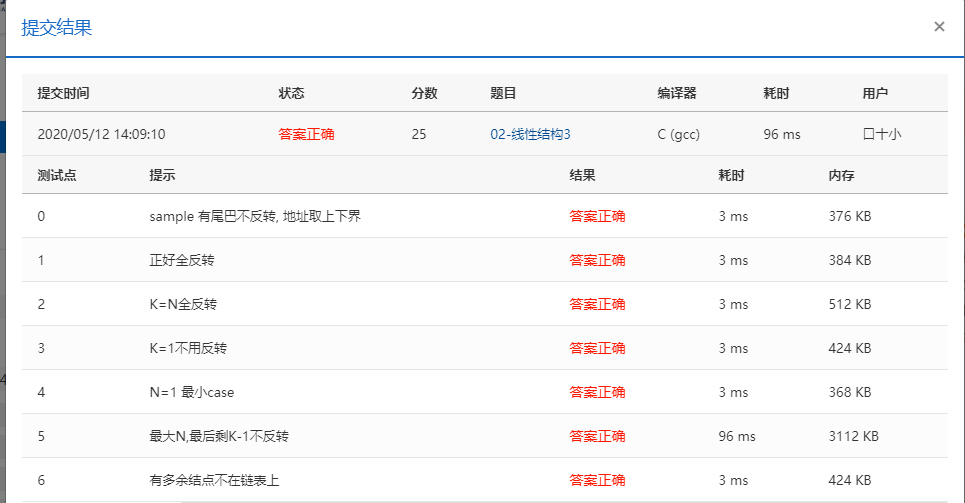 提交结果 ×
提交时间 状态 分数 题目 编译器 耗时 用户
2020/05/12 14:09:10 答案正确 25 02-线性结构3 C (gcc) 96 ms 口十小
测试点 提示 结果 耗时 内存
0 sample 有尾巴不反转, 地址取上下界 答案正确 3 ms 376 KB
1 正好全反转 答案正确 3 ms 384 KB
2 K=N全反转 答案正确 3 ms 512 KB
3 K=1不用反转 答案正确 3 ms 424 KB
4 N=1 最小case 答案正确 3 ms 368 KB
5 最大N,最后剩K-1不反转 答案正确 96 ms 3112 KB
6 有多余结点不在链表上 答案正确 3 ms 424 KB